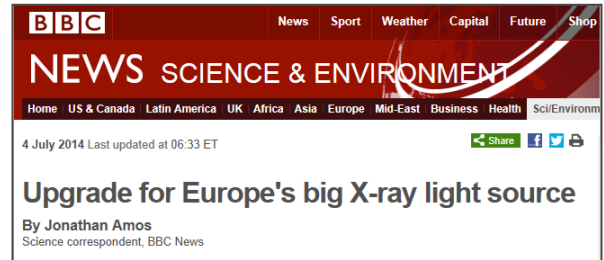 BBC News Sport Weather Capital Future Shop
NEWS SCIENCE & ENVIRONMENT
Home US & Canada Latin America UK Africa Asia Europe Mid-East Business Health Sci/Environm
4 July 2014 Last updated at 06:33 ET Share f
Upgrade for Europe's big X-ray light source
By Jonathan Amos
Science correspondent, BBC News